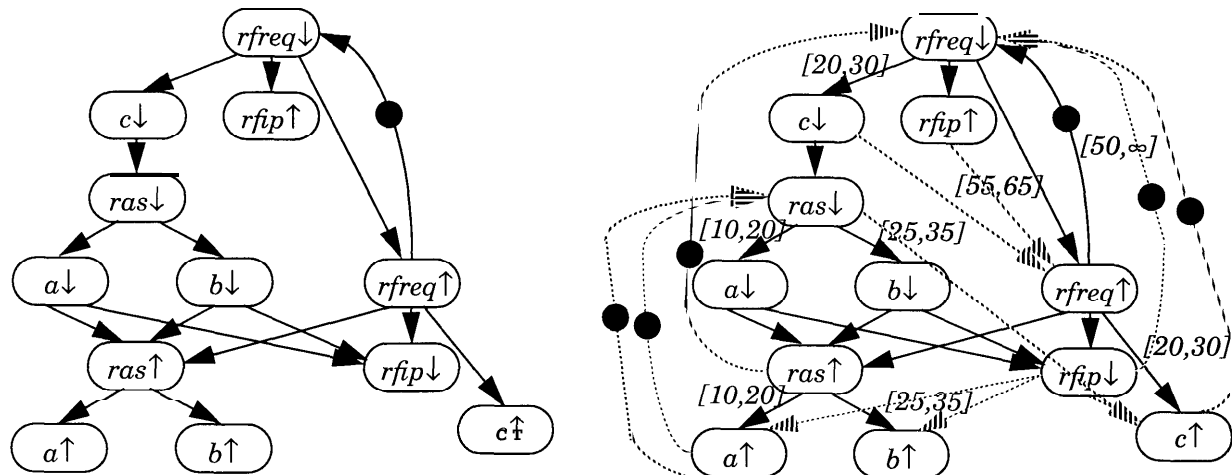 rfreq↓
c↓
rfip↑
ras↓
a↓
b↓
rfreq↑
ras↑
rfip↓
c↑
a↑
b↑
rfreq↓
[20,30]
c↓
rfip↑
[50,∞]
[55,65]
ras↓
[10,20]
[25,35]
a↓
b↓
rfreq↑
[20,30]
ras↑
rfip↓
[10,20]
[25,35]
c↑
a↑
b↑